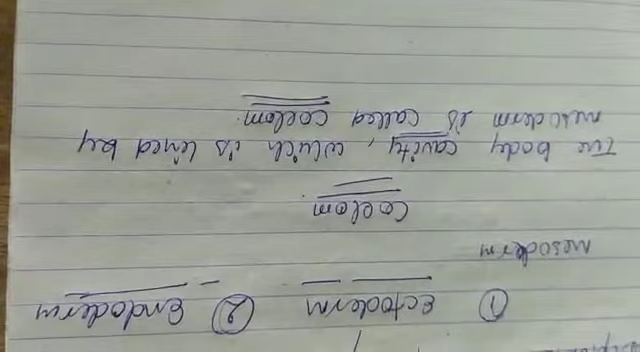 ① Ectoderm ② Endoderm
mesoderm
Coelom
The body cavity, which is lined by
mesoderm is called coelom.